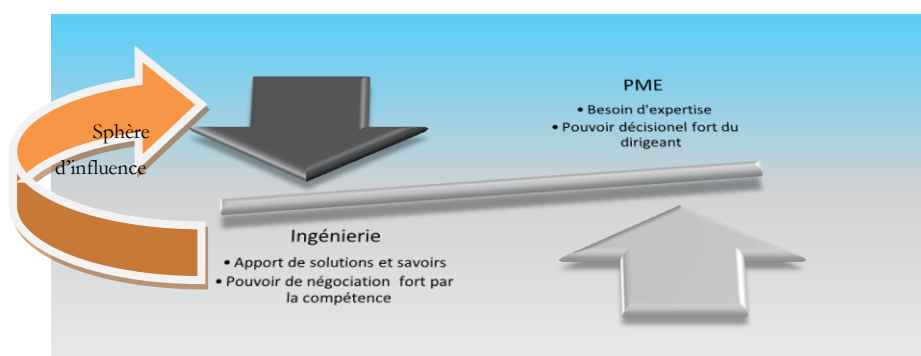 Sphère
d'influence
PME
• Besoin d'expertise
• Pouvoir décisionel fort du
dirigeant
Ingénierie
• Apport de solutions et savoirs
• Pouvoir de négociation fort par
la compétence